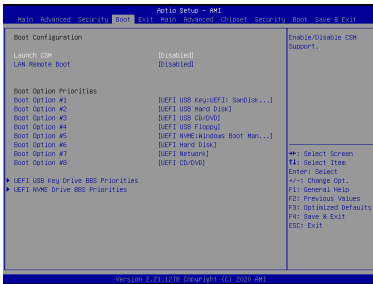 Aptio Setup - AMI
Main Advanced Security Boot Exit Main Advanced Chipset Security Boot Save & Exit
Boot Configuration
Launch CSM [Disabled]
LAN Remote Boot [Disabled]
Boot Option Priorities
Boot Option #1 [UEFI USB Key:UEFI: SanDisk...]
Boot Option #2 [UEFI USB Hard Disk]
Boot Option #3 [UEFI USB CD/DVD]
Boot Option #4 [UEFI USB Floppy]
Boot Option #5 [UEFI NVME:Windows Boot Man...]
Boot Option #6 [UEFI Hard Disk]
Boot Option #7 [UEFI Network]
Boot Option #8 [UEFI CD/DVD]
UEFI USB Key Drive BBS Priorities
UEFI NVME Drive BBS Priorities
Enable/Disable CSM
Support.
→←: Select Screen
↑↓: Select Item
Enter: Select
+/-: Change Opt.
F1: General Help
F2: Previous Values
F3: Optimized Defaults
F4: Save & Exit
ESC: Exit
Version 2.21.1278 Copyright (C) 2020 AMI